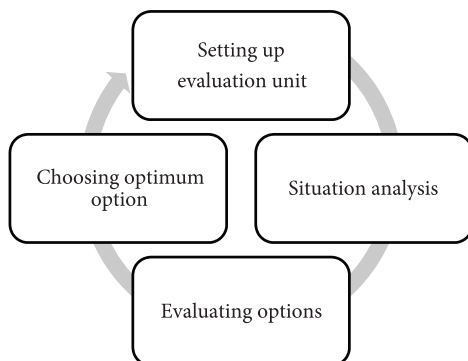 Setting up
evaluation unit
Situation analysis
Evaluating options
Choosing optimum
option